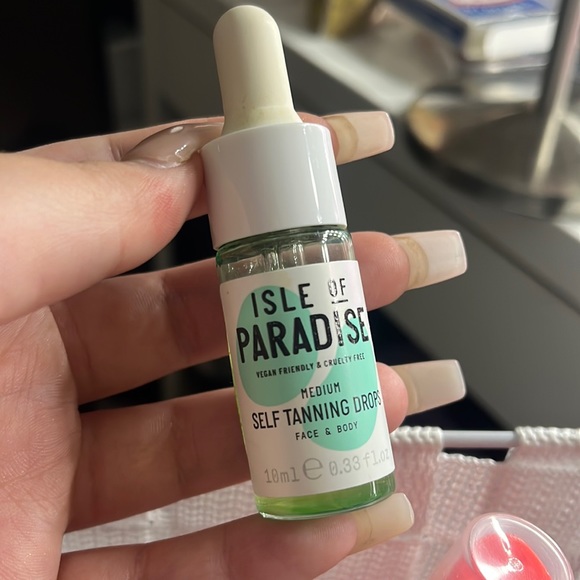 ISLE OF
PARADISE
VEGAN FRIENDLY & CRUELTY FREE
MEDIUM
SELF TANNING DROPS
FACE & BODY
10ml ℮ 0.33 fl.oz